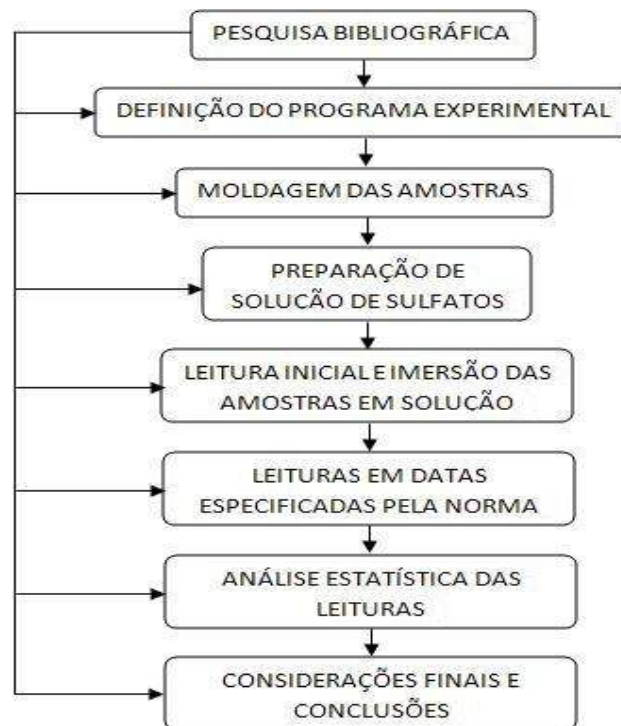 PESQUISA BIBLIOGRÁFICA
DEFINIÇÃO DO PROGRAMA EXPERIMENTAL
MOLDAGEM DAS AMOSTRAS
PREPARAÇÃO DE
SOLUÇÃO DE SULFATOS
LEITURA INICIAL E IMERSÃO DAS
AMOSTRAS EM SOLUÇÃO
LEITURAS EM DATAS
ESPECIFICADAS PELA NORMA
ANÁLISE ESTATÍSTICA DAS
LEITURAS
CONSIDERAÇÕES FINAIS E
CONCLUSÕES